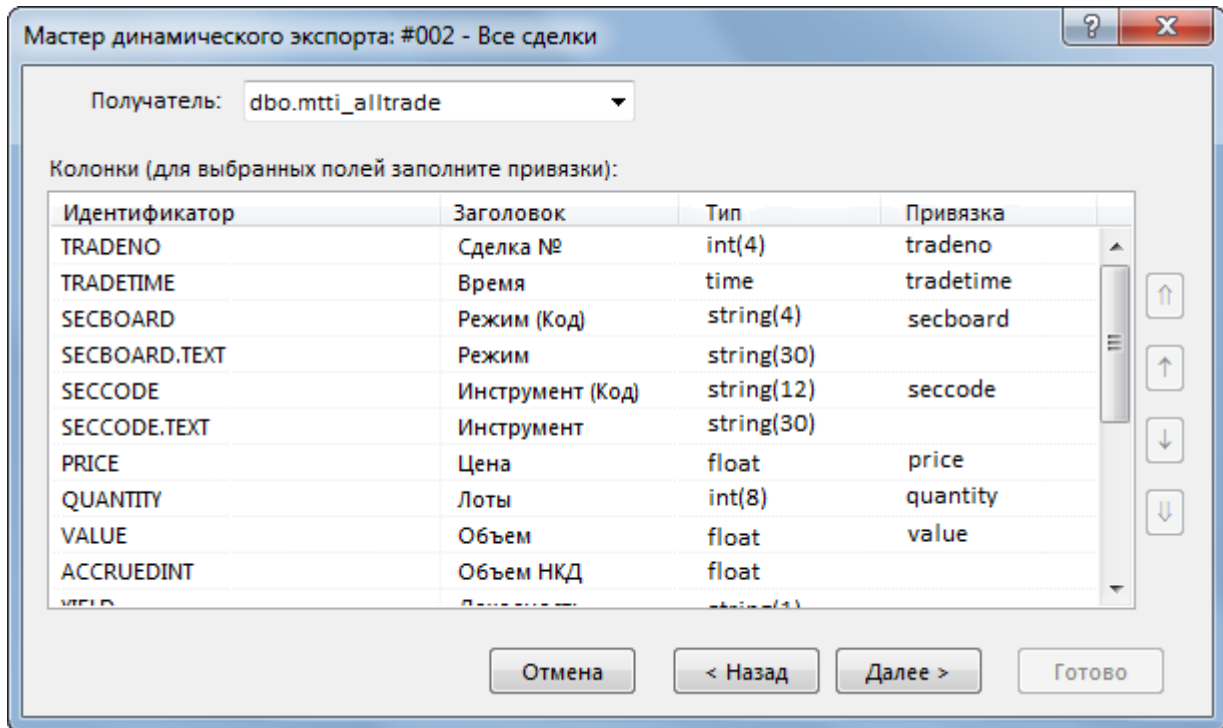 Мастер динамического экспорта: #002 - Все сделки
Получатель: dbo.mtti_alltrade
Колонки (для выбранных полей заполните привязки):
Идентификатор Заголовок Тип Привязка
TRADENO Сделка № int(4) tradeno
TRADETIME Время time tradetime
SECBOARD Режим (Код) string(4) secboard
SECBOARD.TEXT Режим string(30)
SECCODE Инструмент (Код) string(12) seccode
SECCODE.TEXT Инструмент string(30)
PRICE Цена float price
QUANTITY Лоты int(8) quantity
VALUE Объем float value
ACCRUEDINT Объем НКД float
Отмена < Назад Далее > Готово